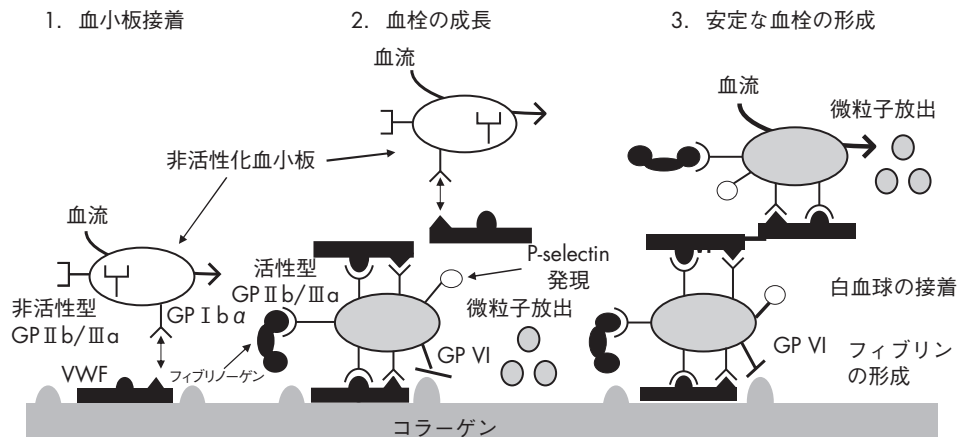 1. 血小板接着
2. 血栓の成長
3. 安定な血栓の形成
血流
血流
微粒子放出
非活性化血小板
血流
P-selectin
発現
活性型
GPⅡb/Ⅲa
白血球の接着
非活性型
GPⅡb/Ⅲa
GPⅠbα
微粒子放出
GP Ⅵ
GP Ⅵ
フィブリン
の形成
VWF
フィブリノーゲン
コラーゲン